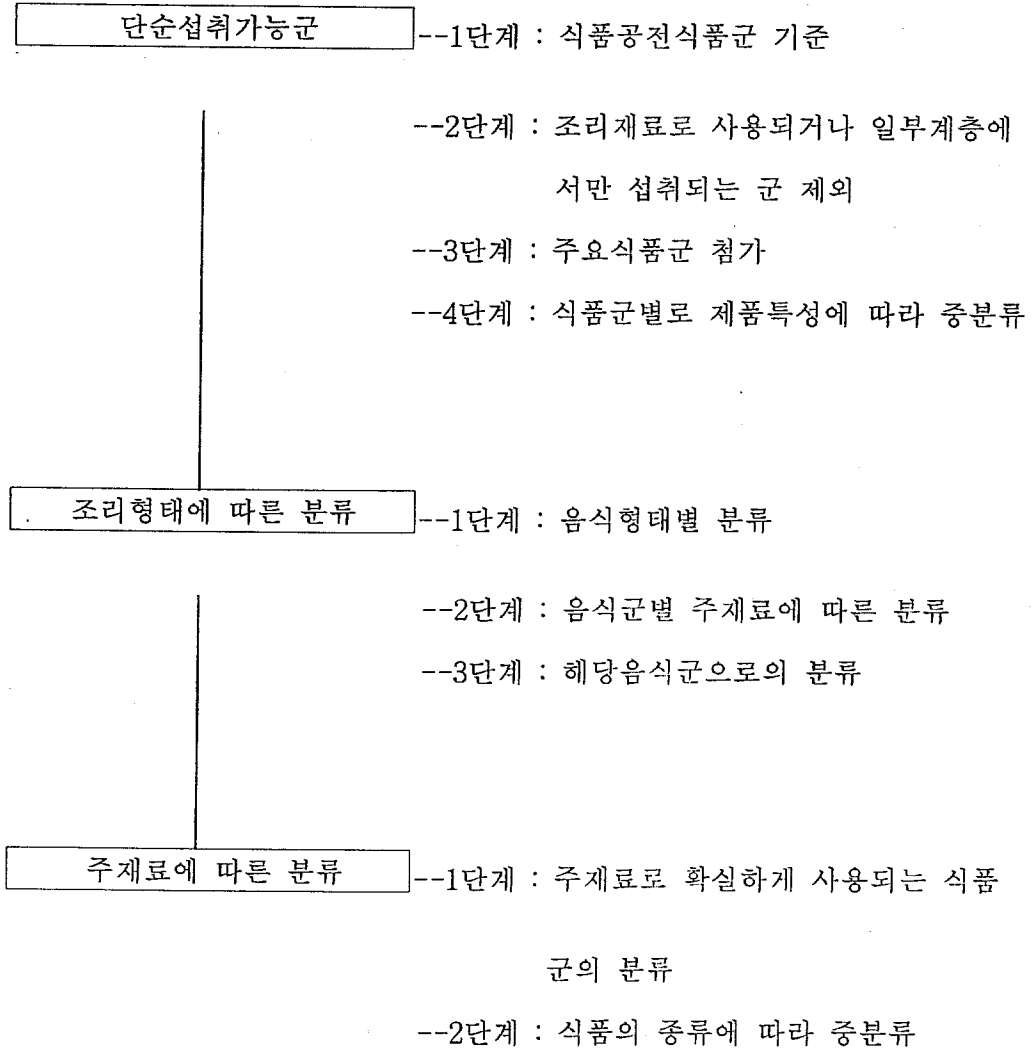 단순섭취가능군 --1단계 : 식품공전식품군 기준
--2단계 : 조리재료로 사용되거나 일부계층에
서만 섭취되는 군 제외
--3단계 : 주요식품군 첨가
--4단계 : 식품군별로 제품특성에 따라 중분류
조리형태에 따른 분류 --1단계 : 음식형태별 분류
--2단계 : 음식군별 주재료에 따른 분류
--3단계 : 해당음식군으로의 분류
주재료에 따른 분류 --1단계 : 주재료로 확실하게 사용되는 식품
군의 분류
--2단계 : 식품의 종류에 따라 중분류